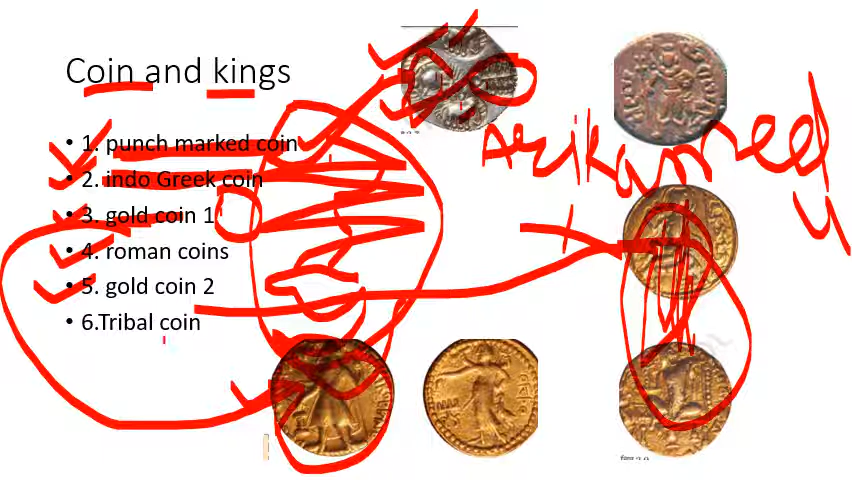 Coin and kings
• 1. punch marked coin
• 2. indo Greek coin
• 3. gold coin 1
• 4. roman coins
• 5. gold coin 2
• 6.Tribal coin